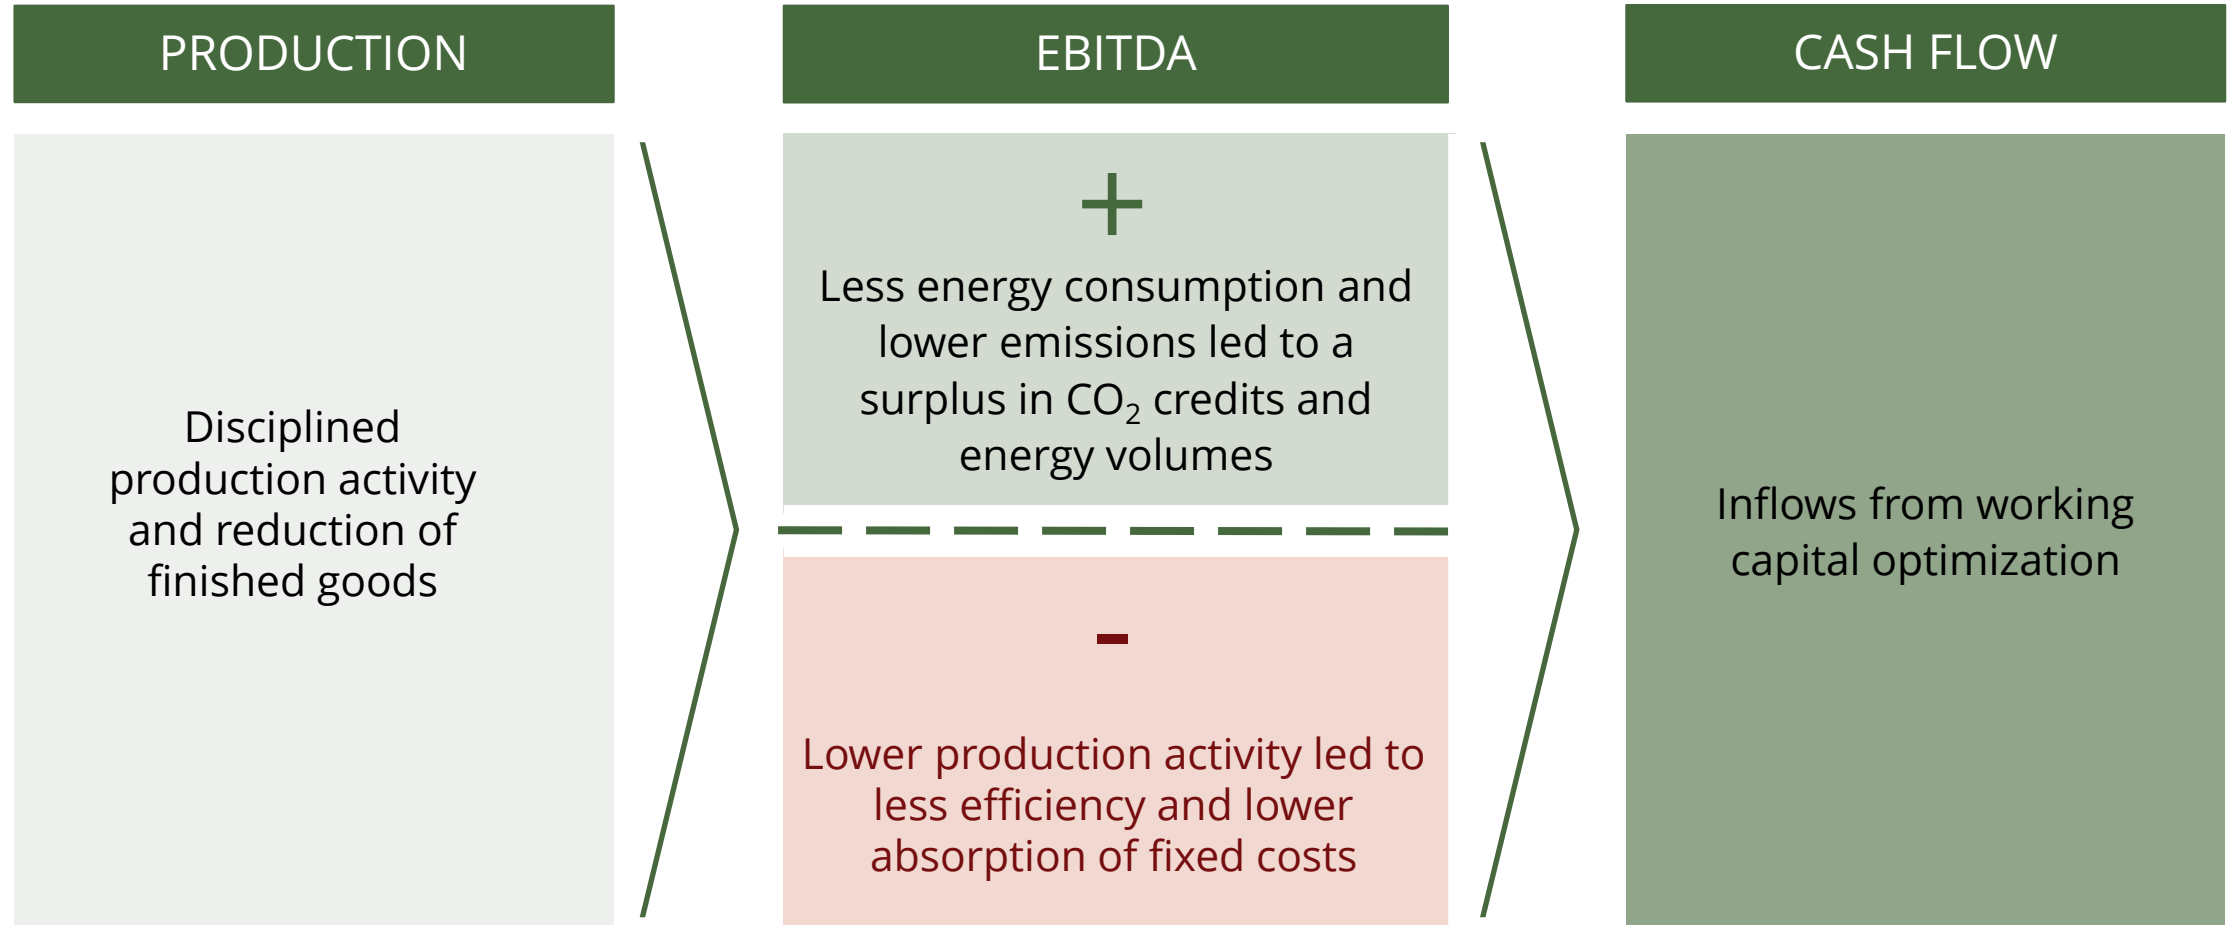 PRODUCTION
Disciplined
production activity
and reduction of
finished goods
EBITDA
+
Less energy consumption and
lower emissions led to a
surplus in CO₂ credits and
energy volumes
-
Lower production activity led to
less efficiency and lower
absorption of fixed costs
CASH FLOW
Inflows from working
capital optimization